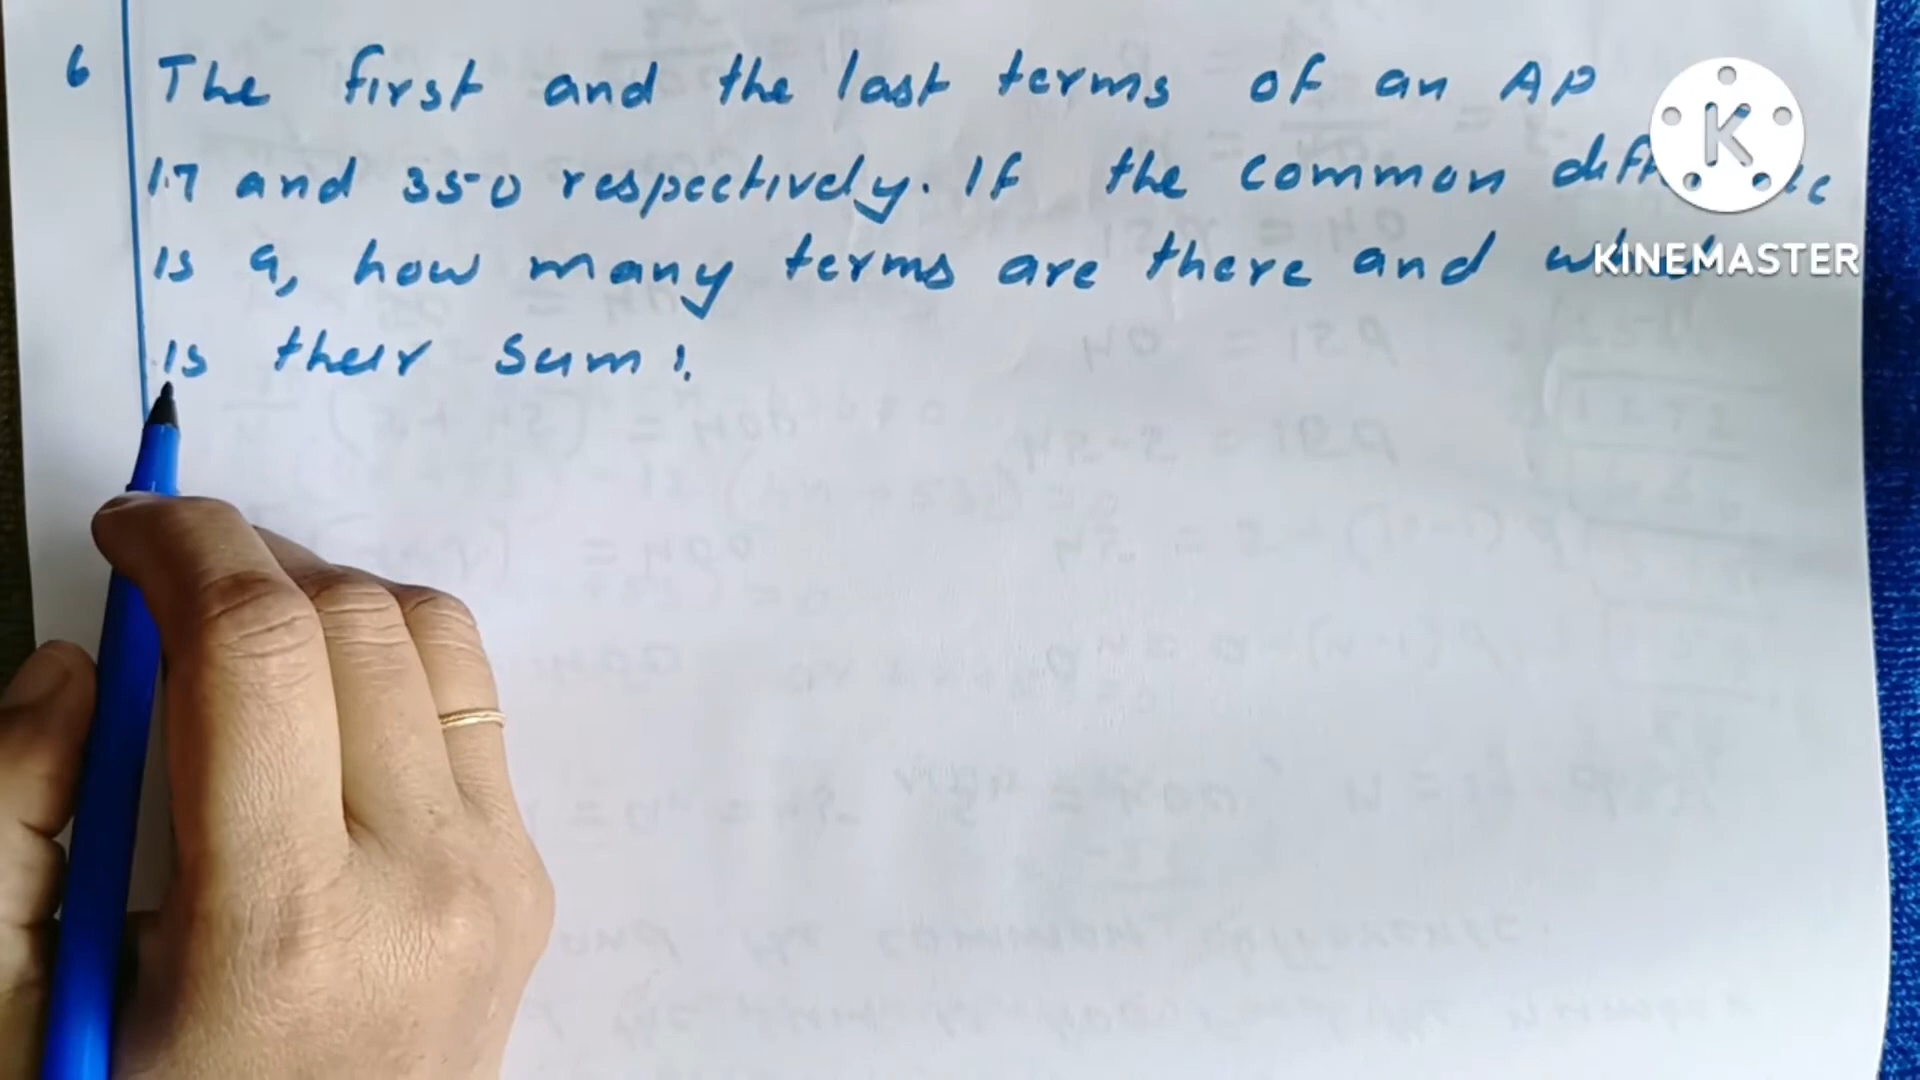 6 The first and the last terms of an AP
17 and 350 respectively. If the common
is 9, how many terms are there and
is their sum?
K
KINEMASTER